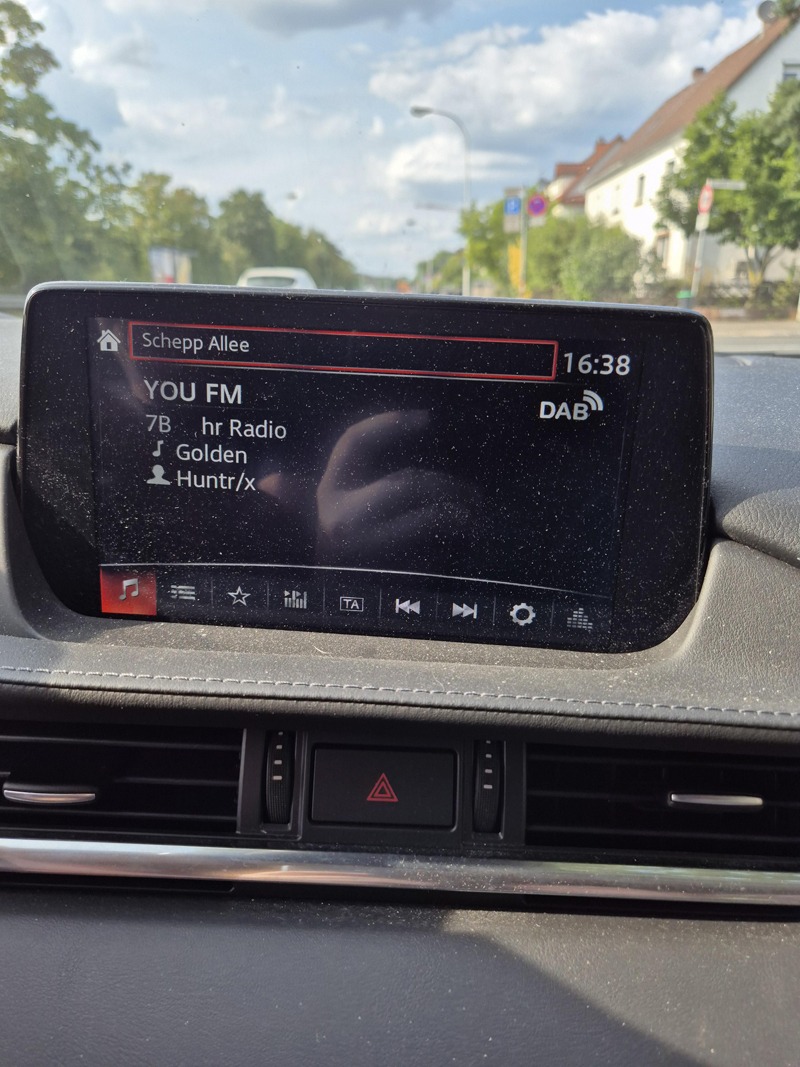 Schepp Allee
16:38
YOU FM
DAB
7B hr Radio
Golden
Huntr/x
TA